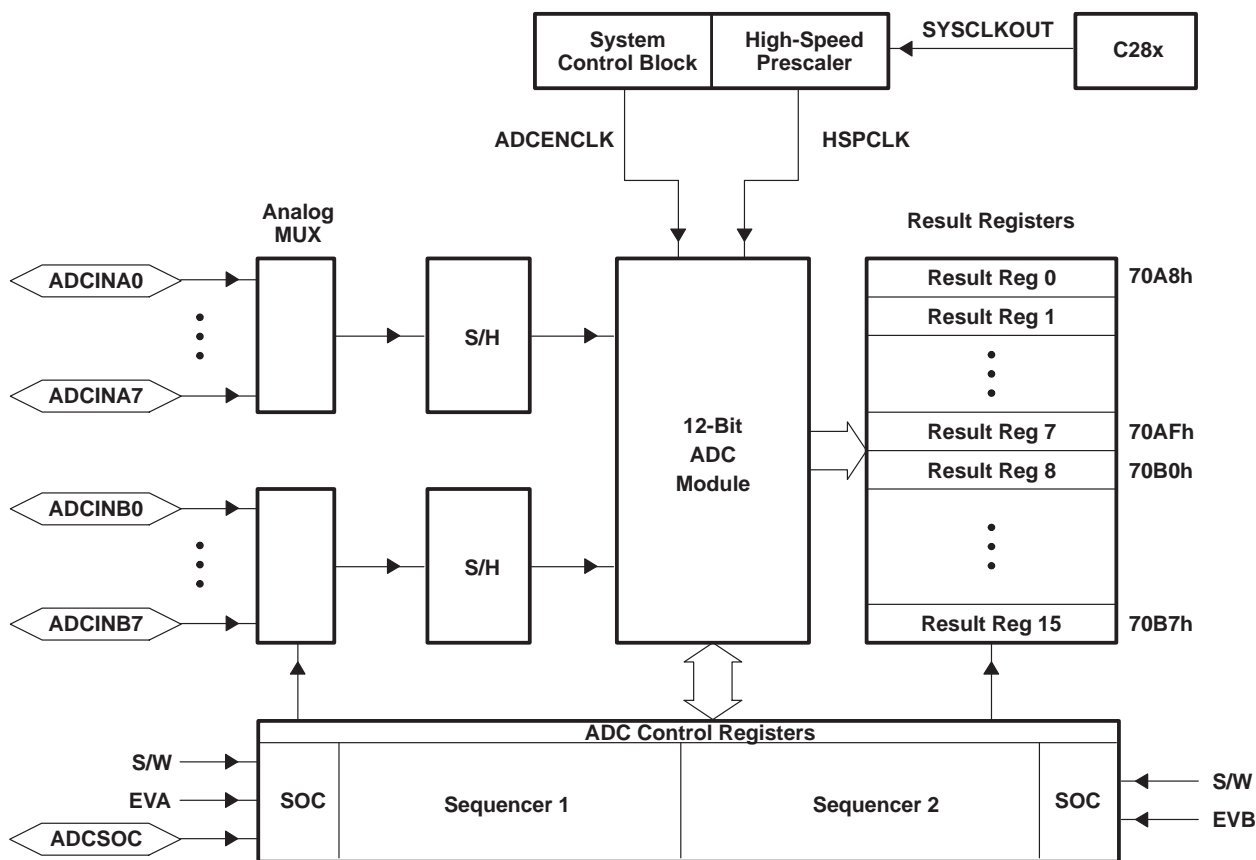 System
Control Block
High-Speed
Prescaler
SYSCLKOUT
C28x
ADCENCLK
HSPCLK
Analog
MUX
Result Registers
ADCINA0
ADCINA7
S/H
ADCINB0
ADCINB7
S/H
12-Bit
ADC
Module
Result Reg 0
70A8h
Result Reg 1
Result Reg 7
70AFh
Result Reg 8
70B0h
Result Reg 15
70B7h
ADC Control Registers
S/W
EVA
ADCSOC
SOC
Sequencer 1
Sequencer 2
SOC
S/W
EVB